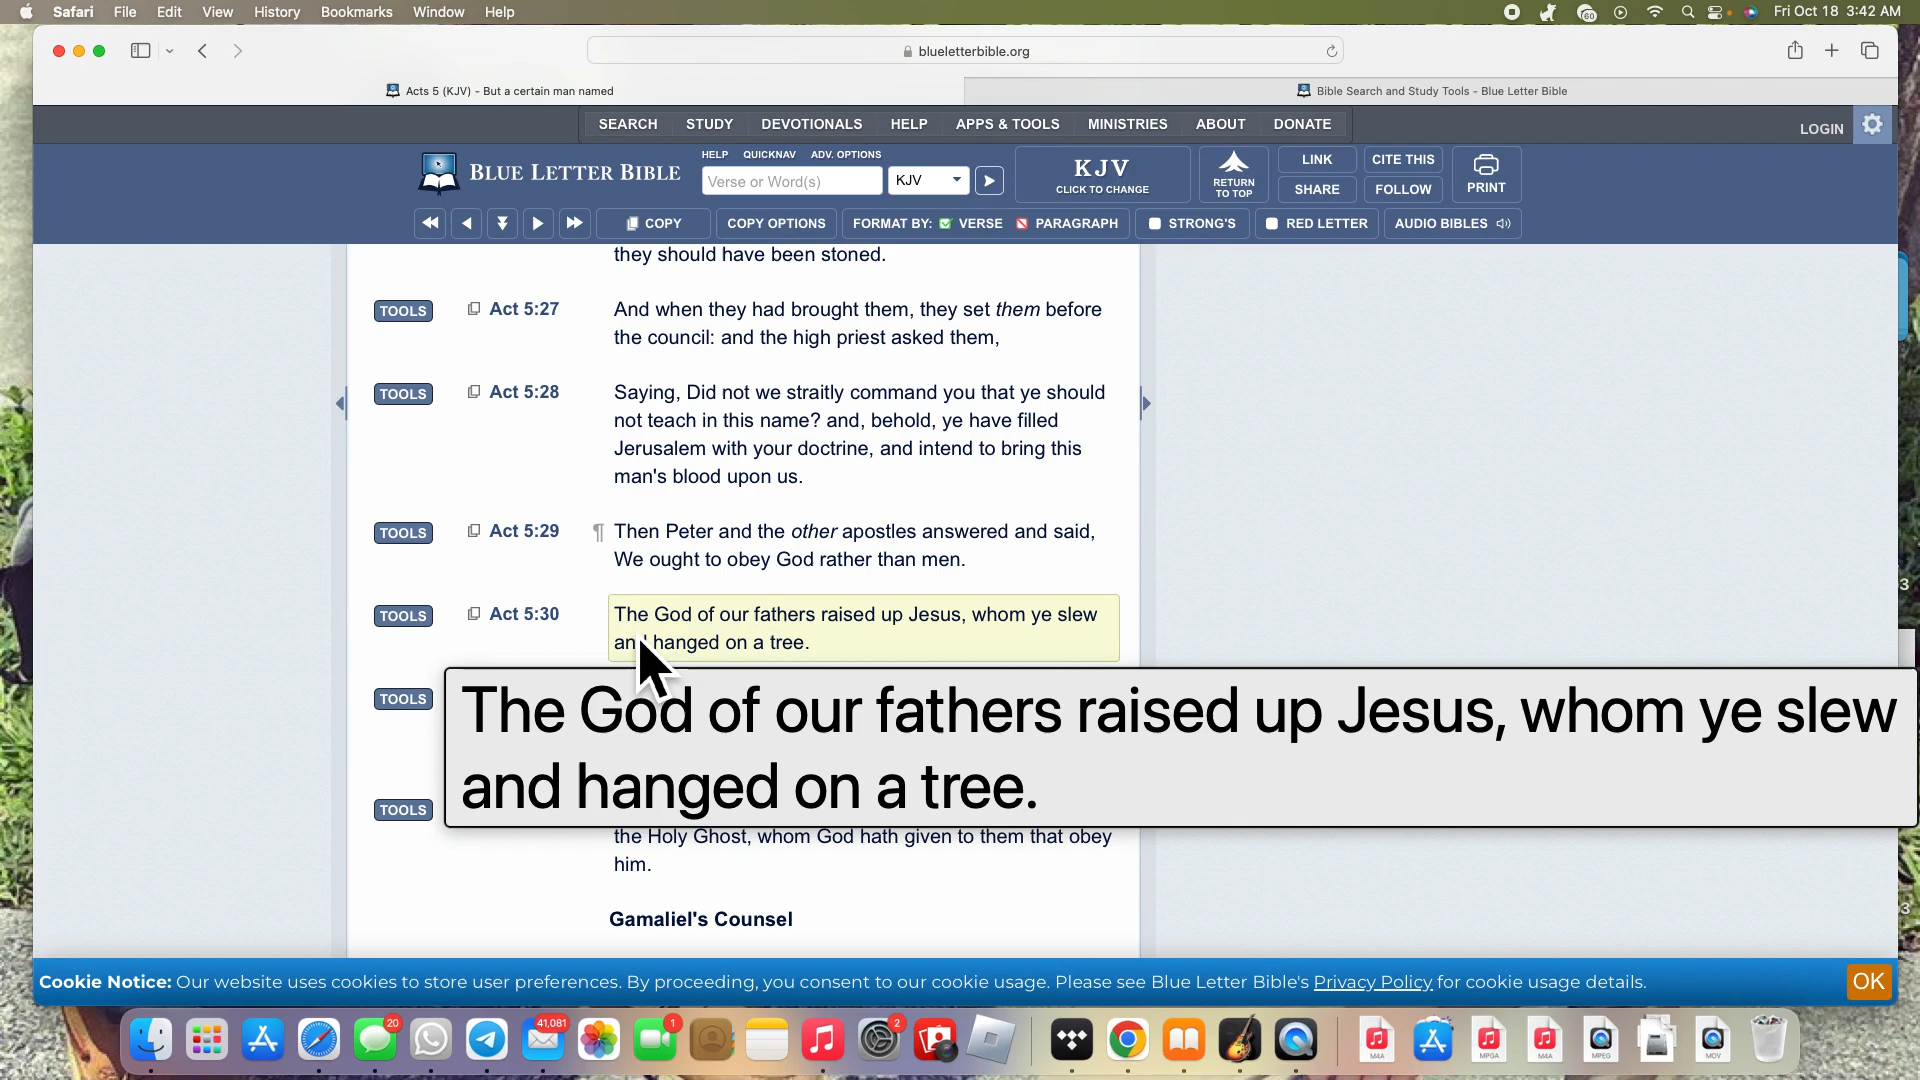 Safari File Edit View History Bookmarks Window Help
60
Fri Oct 18 3:42 AM
blueletterbible.org
Acts 5 (KJV) - But a certain man named
Bible Search and Study Tools - Blue Letter Bible
SEARCH STUDY DEVOTIONALS HELP APPS & TOOLS MINISTRIES ABOUT DONATE
LOGIN
BLUE LETTER BIBLE
HELP QUICKNAV ADV. OPTIONS
Verse or Word(s)
KJV
KJV
CLICK TO CHANGE
RETURN
TO TOP
LINK CITE THIS
SHARE FOLLOW
PRINT
COPY COPY OPTIONS FORMAT BY: VERSE PARAGRAPH STRONG'S RED LETTER AUDIO BIBLES
they should have been stoned.
TOOLS Act 5:27 And when they had brought them, they set them before
the council: and the high priest asked them,
TOOLS Act 5:28 Saying, Did not we straitly command you that ye should
not teach in this name? and, behold, ye have filled
Jerusalem with your doctrine, and intend to bring this
man's blood upon us.
TOOLS Act 5:29 ¶ Then Peter and the other apostles answered and said,
We ought to obey God rather than men.
TOOLS Act 5:30 The God of our fathers raised up Jesus, whom ye slew
and hanged on a tree.
TOOLS
The God of our fathers raised up Jesus, whom ye slew
and hanged on a tree.
TOOLS
the Holy Ghost, whom God hath given to them that obey
him.
Gamaliel's Counsel
3
3
Cookie Notice: Our website uses cookies to store user preferences. By proceeding, you consent to our cookie usage. Please see Blue Letter Bible's Privacy Policy for cookie usage details.
OK
20
41,081
1
2
M4A
MPGA
M4A
MPEG
MOV